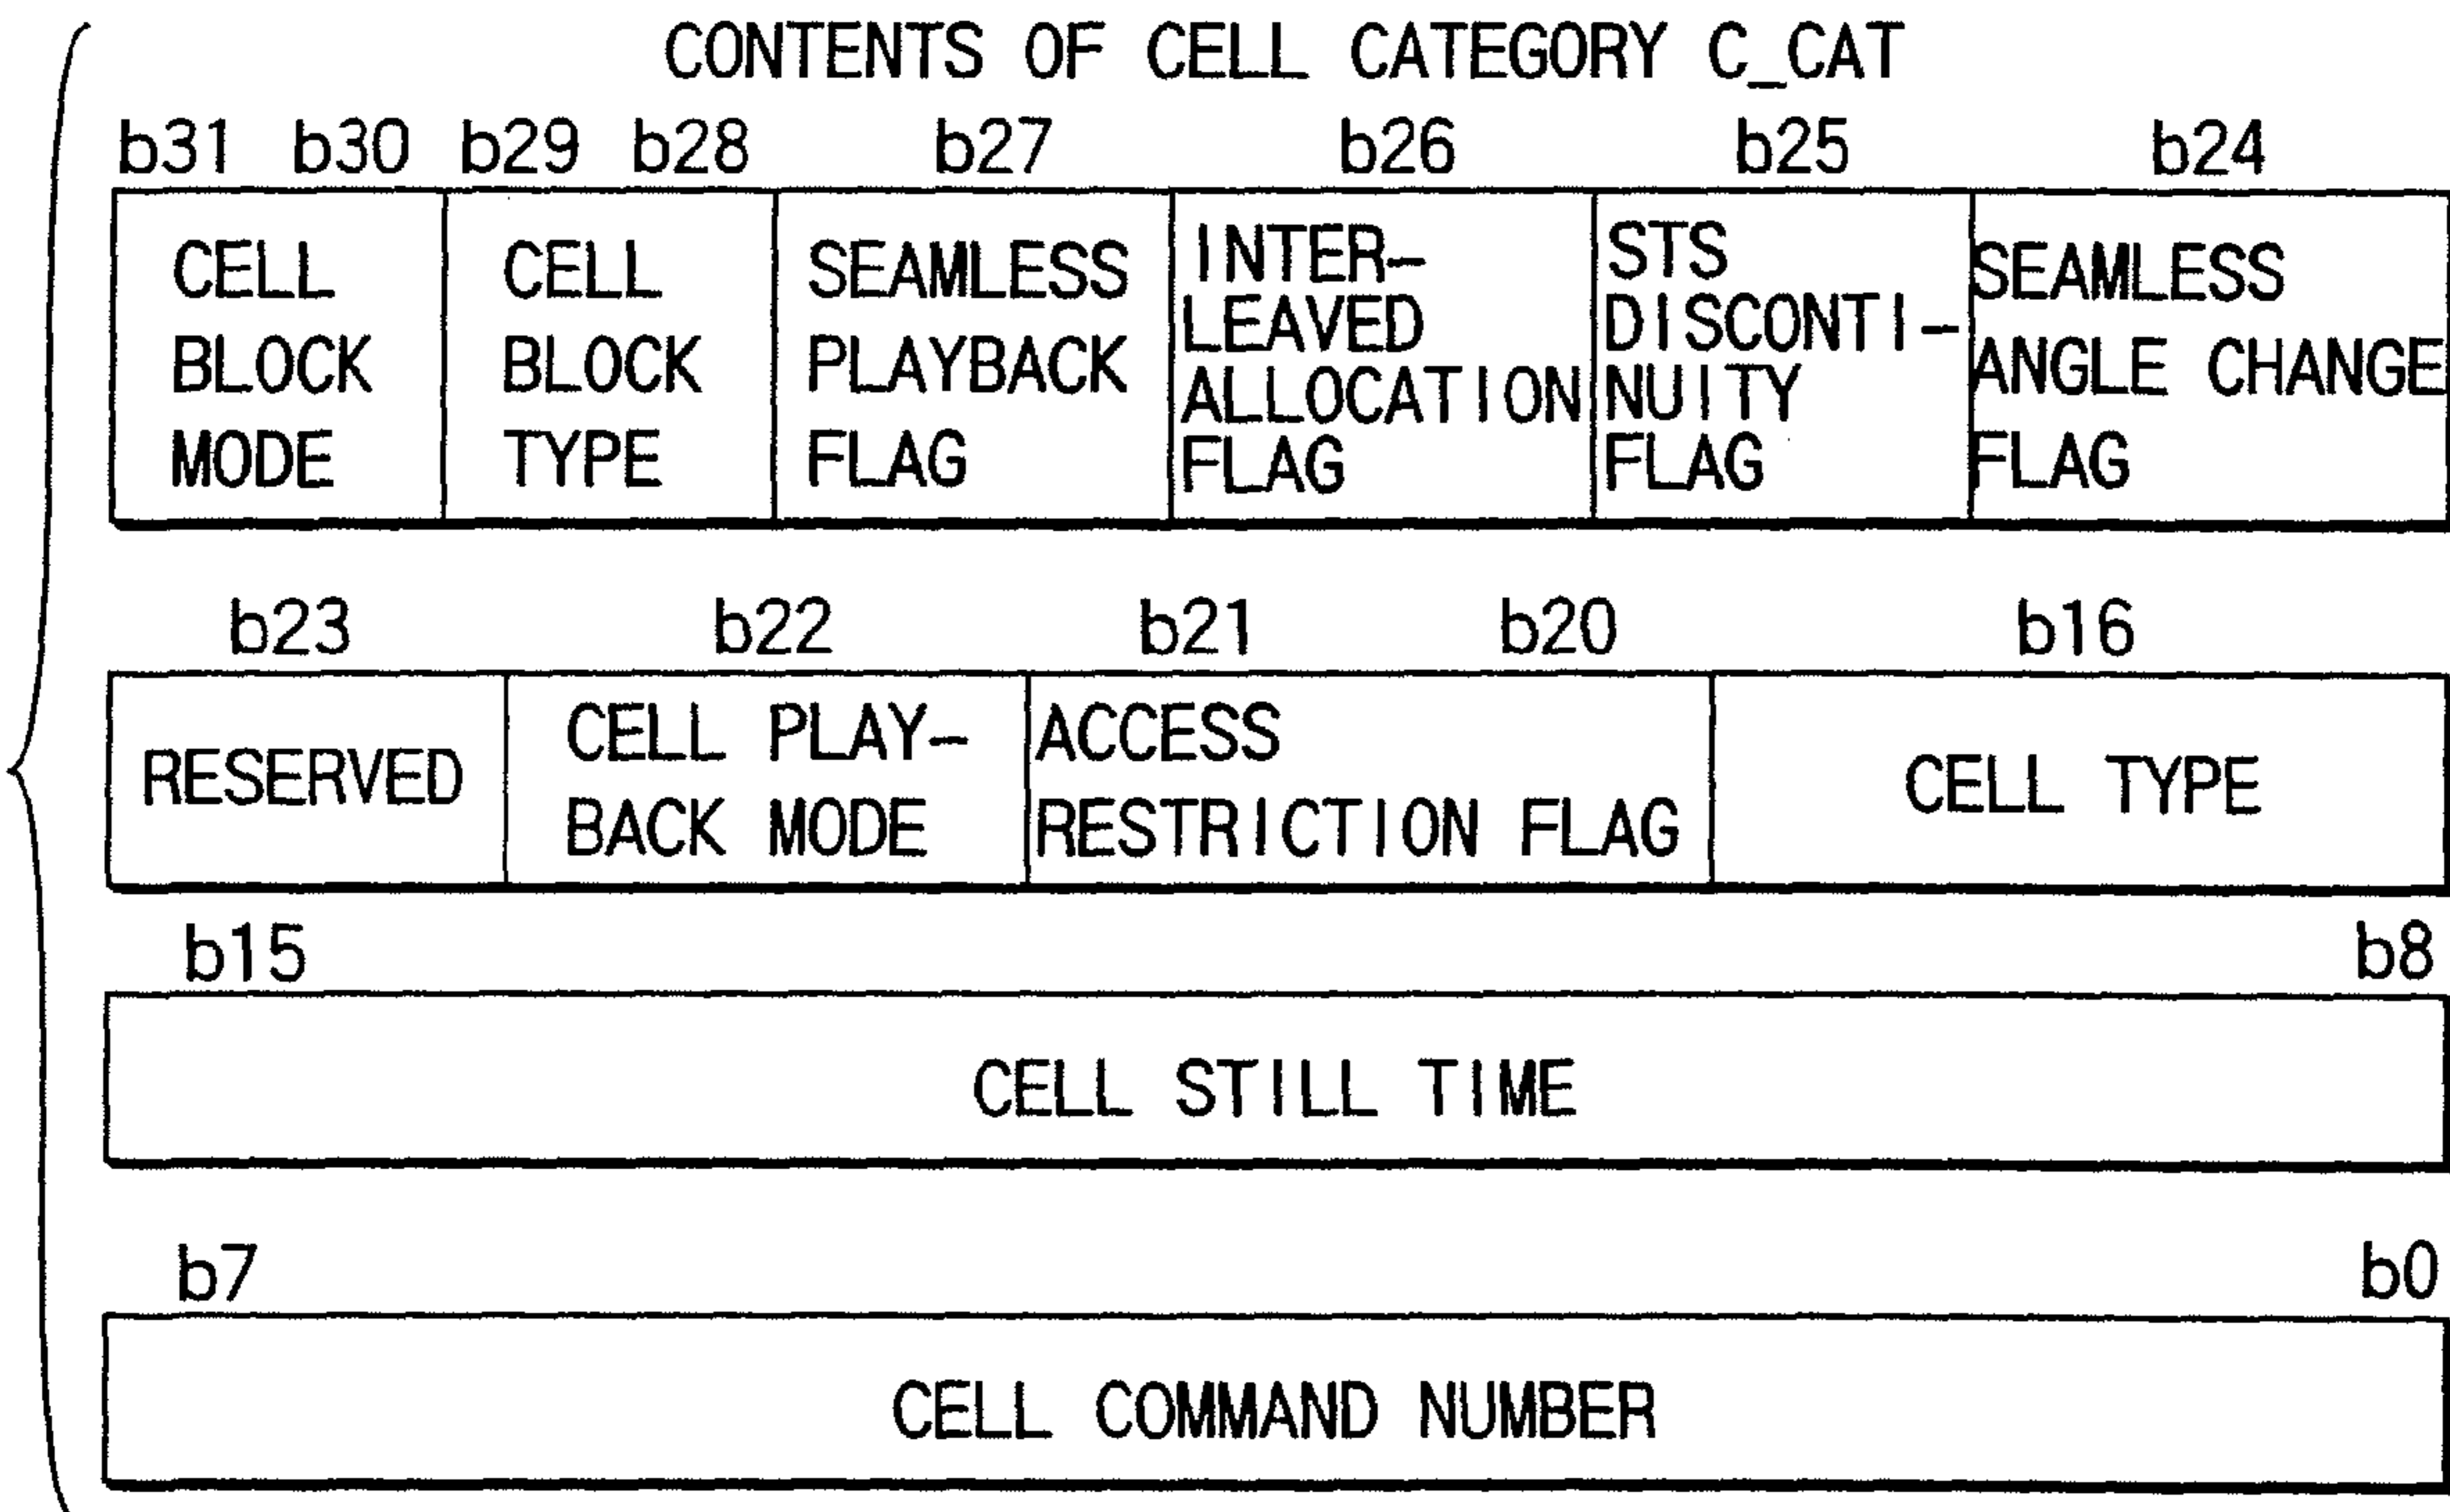 CONTENTS OF CELL CATEGORY C_CAT
b31 b30 b29 b28 b27 b26 b25 b24
CELL
BLOCK
MODE
CELL
BLOCK
TYPE
SEAMLESS
PLAYBACK
FLAG
INTER-
LEAVED
ALLOCATION
FLAG
STS
DISCONTI-
NUITY
FLAG
SEAMLESS
ANGLE CHANGE
FLAG
b23 b22 b21 b20 b16
RESERVED
CELL PLAY-
BACK MODE
ACCESS
RESTRICTION FLAG
CELL TYPE
b15 b8
CELL STILL TIME
b7 b0
CELL COMMAND NUMBER